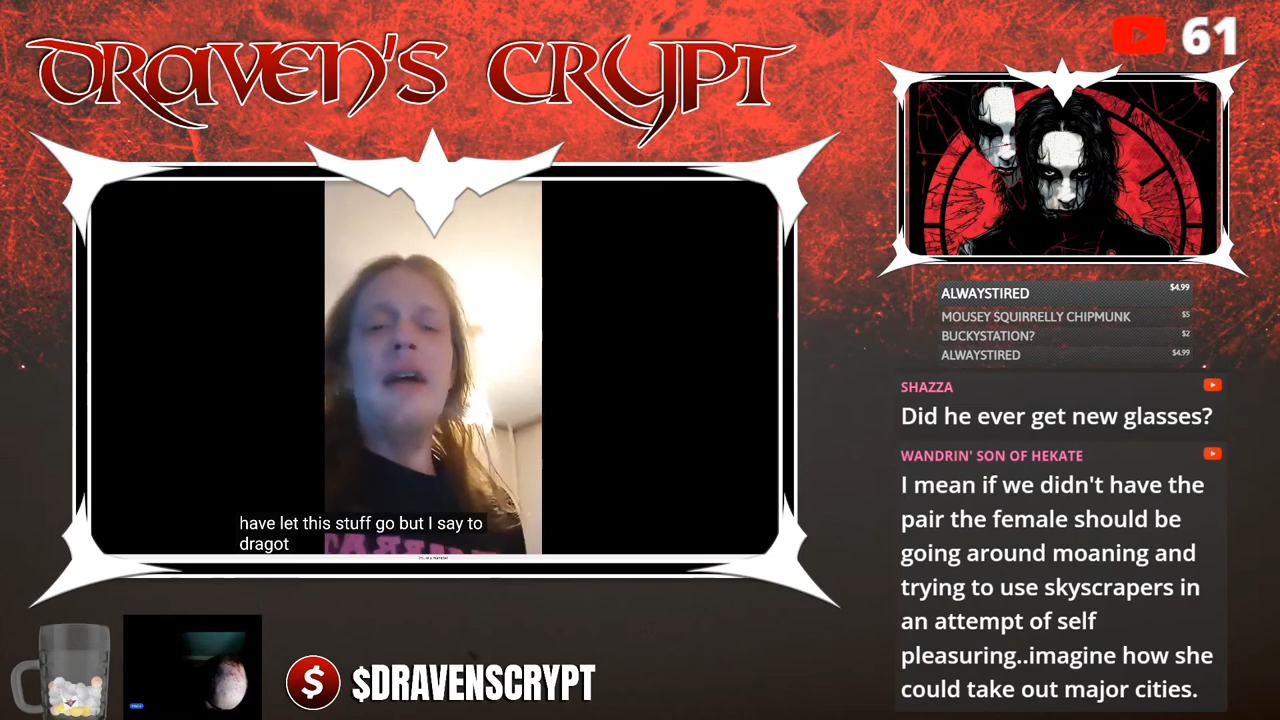 DRAVEN'S CRYPT
61
have let this stuff go but I say to
dragot
ALWAYSTIRED $4.99
MOUSEY SQUIRRELLY CHIPMUNK $5
BUCKYSTATION? $2
ALWAYSTIRED $4.99
SHAZZA
Did he ever get new glasses?
WANDRIN' SON OF HEKATE
I mean if we didn't have the
pair the female should be
going around moaning and
trying to use skyscrapers in
an attempt of self
pleasuring..imagine how she
could take out major cities.
$ $DRAVENSCRYPT